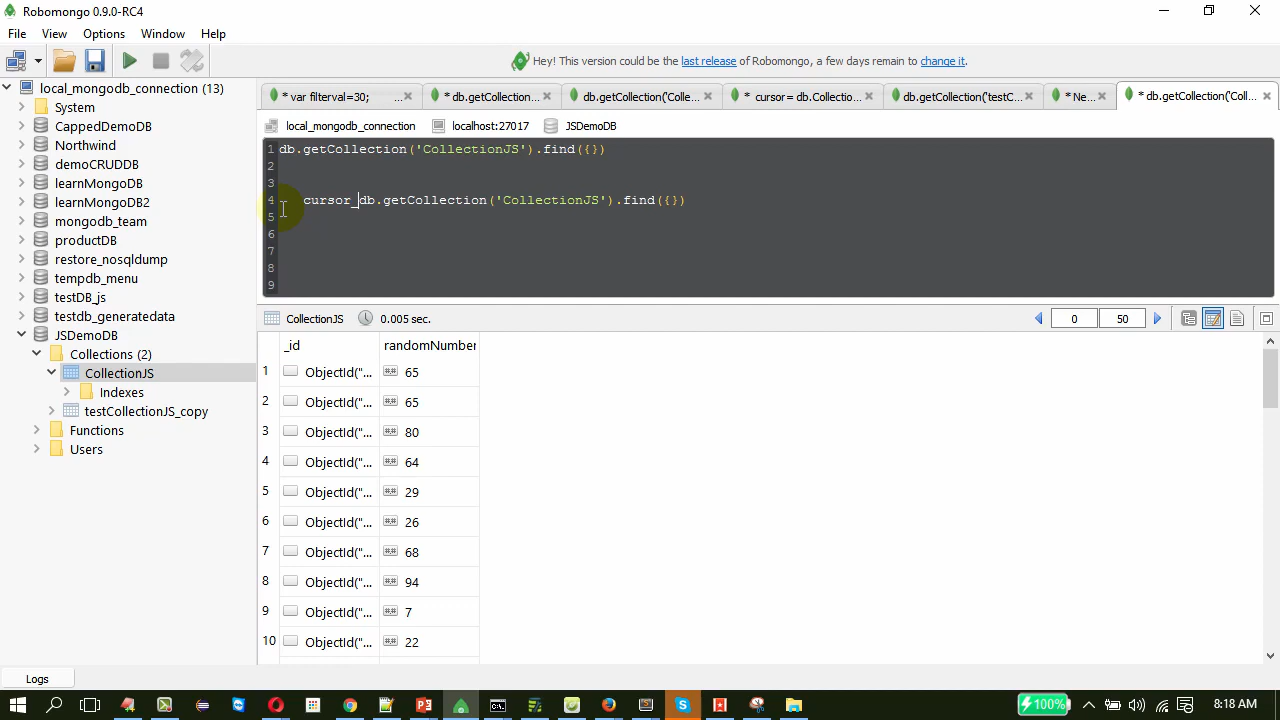 Robomongo 0.9.0-RC4
File View Options Window Help
Hey! This version could be the last release of Robomongo, a few days remain to change it.
local_mongodb_connection (13)
System
CappedDemoDB
Northwind
demoCRUDDB
learnMongoDB
learnMongoDB2
mongodb_team
productDB
restore_nosqldump
tempdb_menu
testDB_js
testdb_generatedata
JSDemoDB
Collections (2)
CollectionJS
Indexes
testCollectionJS_copy
Functions
Users
* var filterval=30; ...
* db.getCollection...
db.getCollection('Colle...
* cursor= db.Collectio...
db.getCollection('testC...
* Ne...
* db.getCollection('Coll...
local_mongodb_connection localhost:27017 JSDemoDB
1 db.getCollection('CollectionJS').find({})
2
3
4 cursor_db.getCollection('CollectionJS').find({})
5
6
7
8
9
CollectionJS 0.005 sec. 0 50
_id randomNumber
1 ObjectId("... 65
2 ObjectId("... 65
3 ObjectId("... 80
4 ObjectId("... 64
5 ObjectId("... 29
6 ObjectId("... 26
7 ObjectId("... 68
8 ObjectId("... 94
9 ObjectId("... 7
10 ObjectId("... 22
Logs
100% 8:18 AM